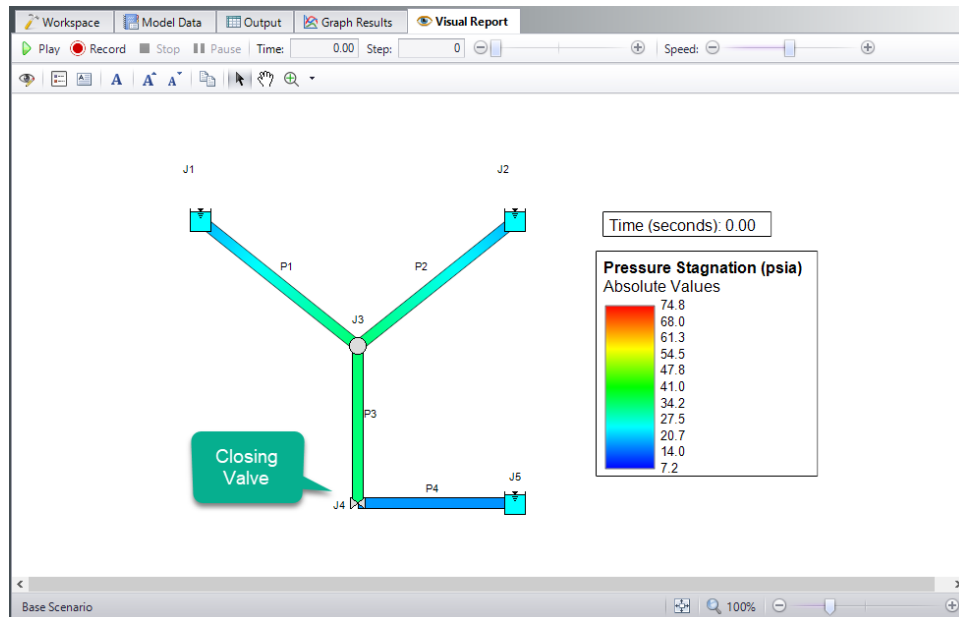 Workspace Model Data Output Graph Results Visual Report
Play Record Stop Pause Time: 0.00 Step: 0 Speed:
A A A
J1 J2
Time (seconds): 0.00
P1 P2
Pressure Stagnation (psia)
Absolute Values
74.8
68.0
61.3
54.5
47.8
41.0
34.2
27.5
20.7
14.0
7.2
J3
P3
Closing
Valve
J4 P4 J5
Base Scenario 100%